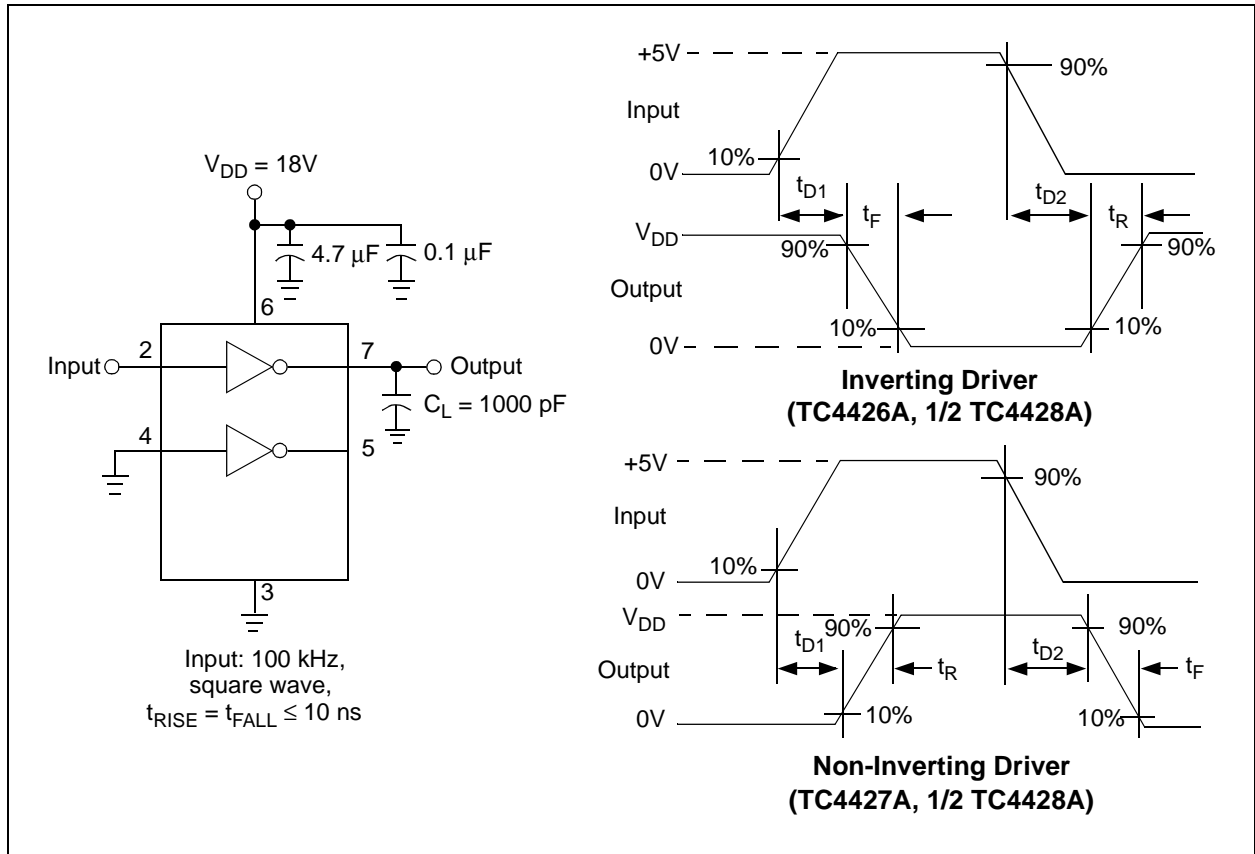 V_DD = 18V
4.7 μF
0.1 μF
6
Input
2
7
Output
C_L = 1000 pF
4
5
3
Input: 100 kHz,
square wave,
t_RISE = t_FALL ≤ 10 ns
+5V
90%
Input
10%
0V
t_D1
t_F
t_D2
t_R
V_DD
90%
90%
Output
10%
10%
0V
Inverting Driver
(TC4426A, 1/2 TC4428A)
+5V
90%
Input
10%
0V
V_DD
t_D1
90%
t_D2
90%
Output
t_R
t_F
0V
10%
10%
Non-Inverting Driver
(TC4427A, 1/2 TC4428A)